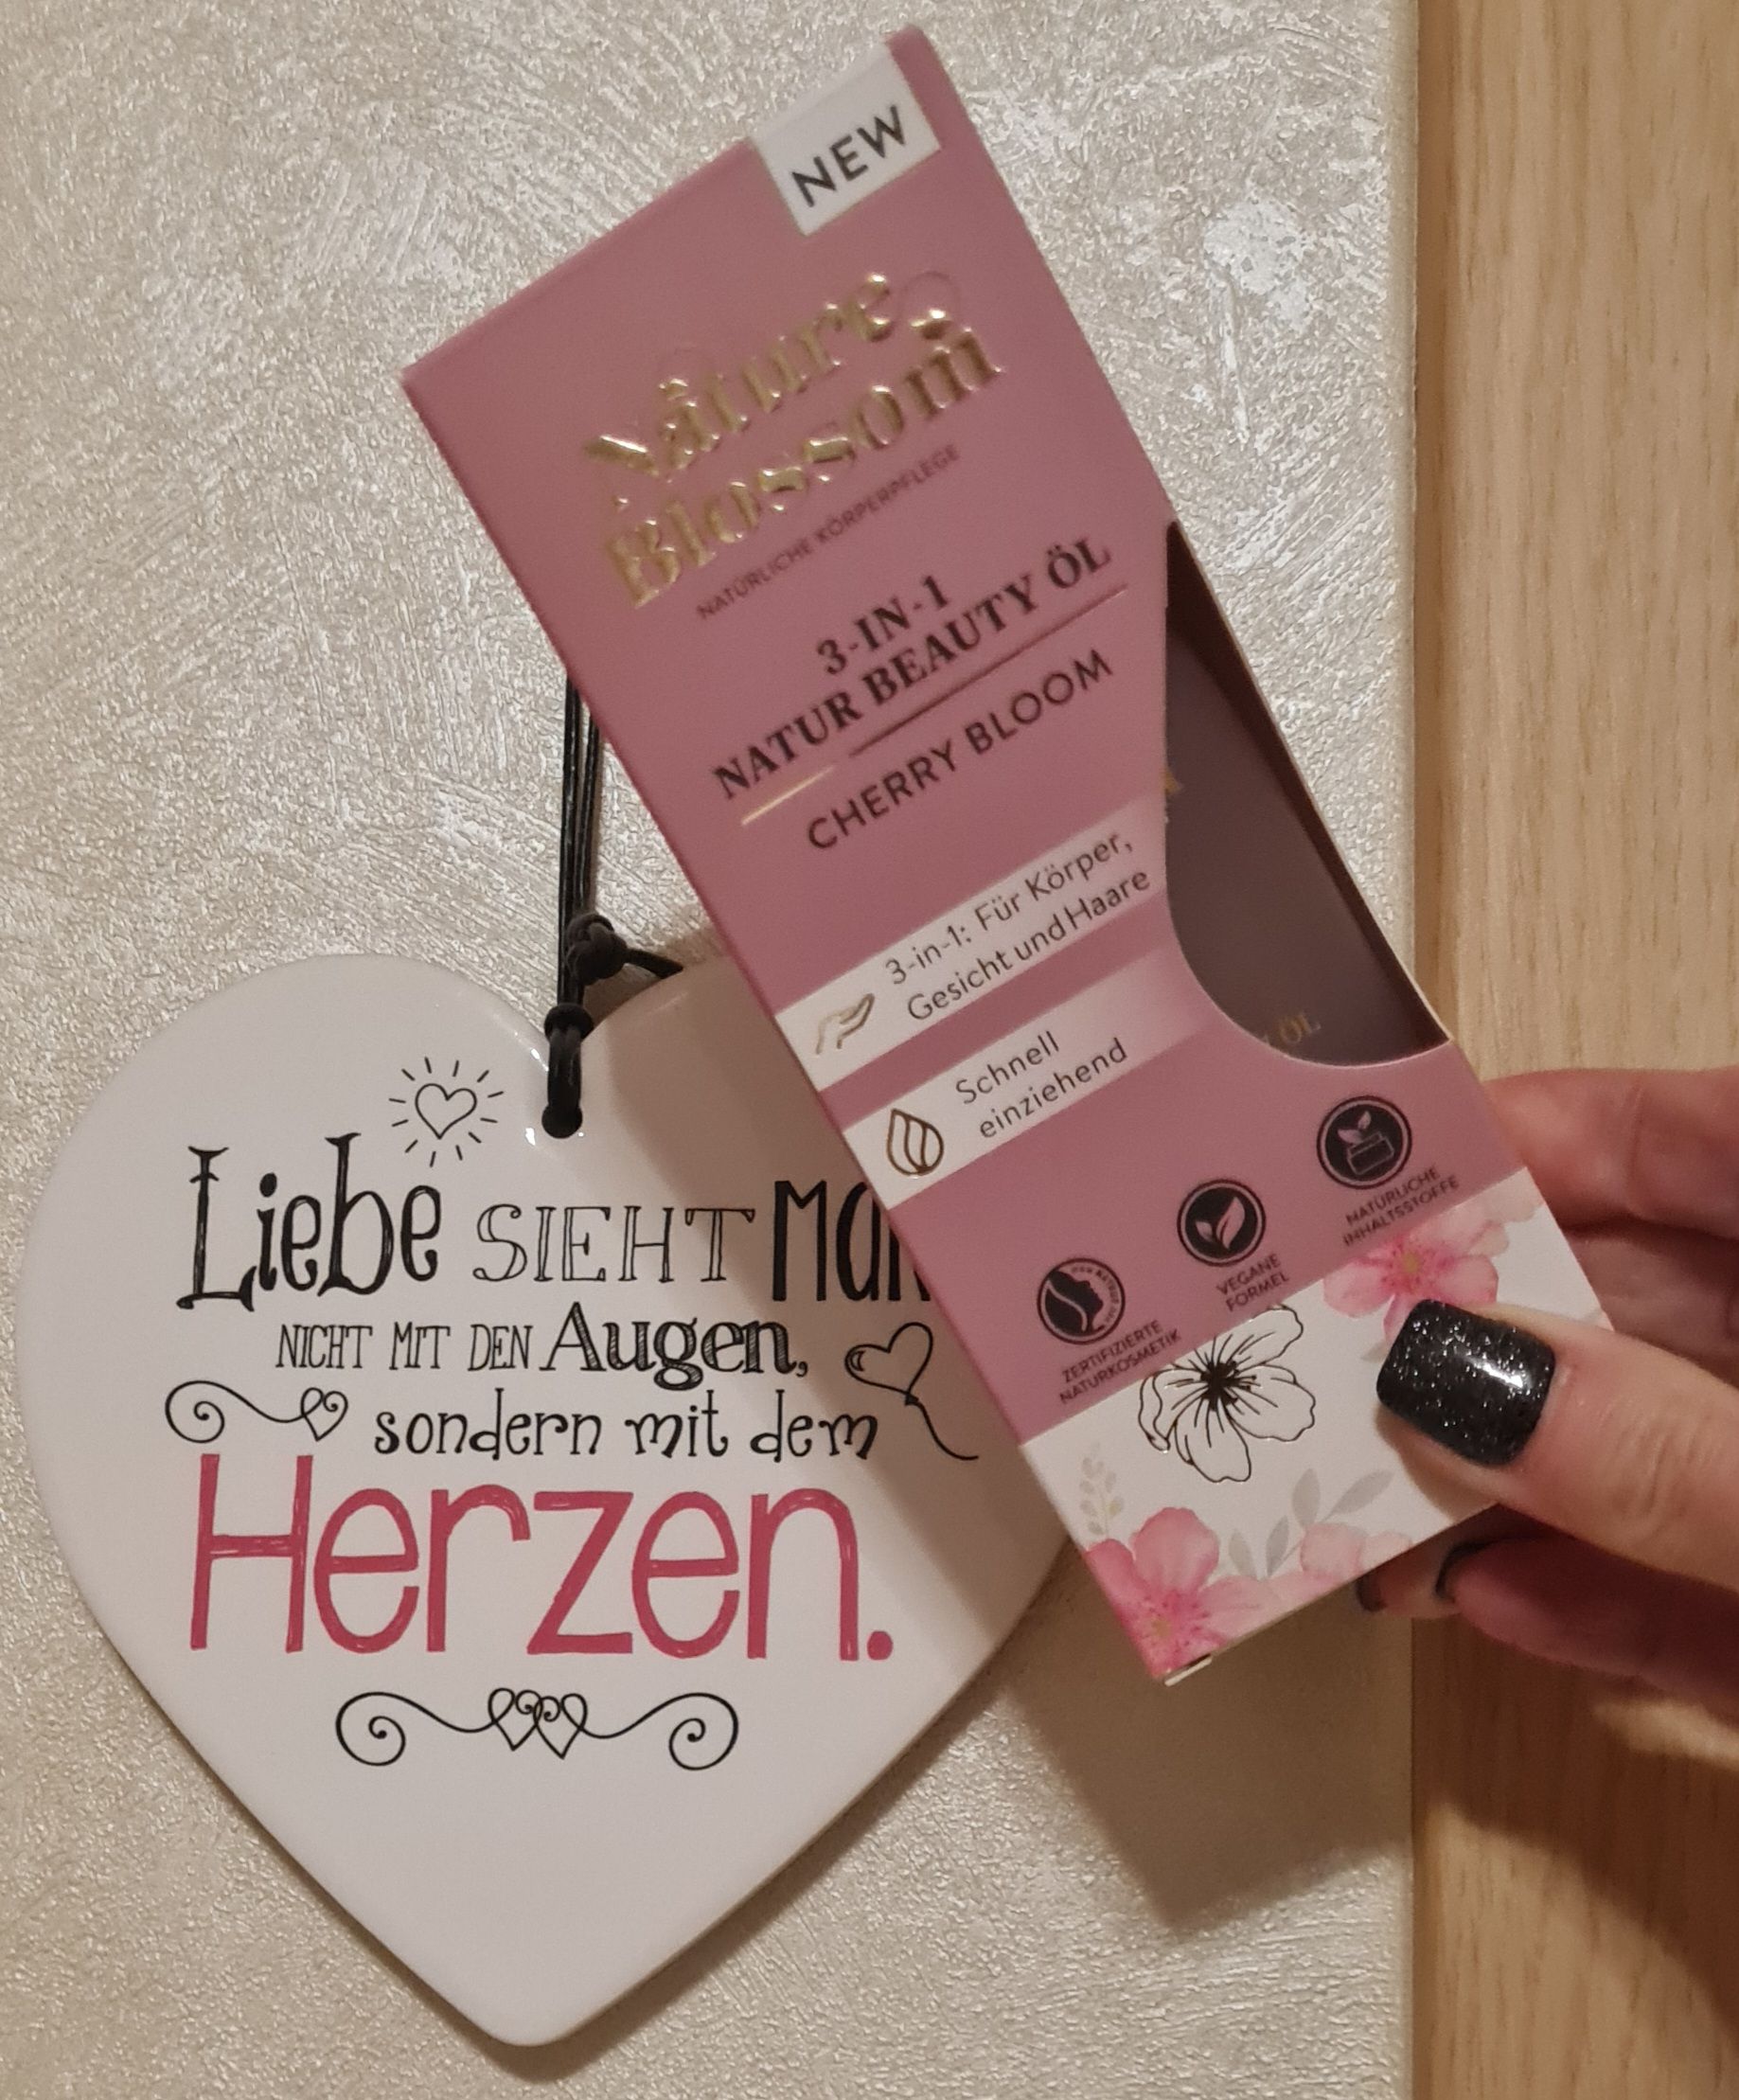 NEW
Nature
Blossom
NATÜRLICHE KÖRPERPFLEGE
3-IN-1
NATUR BEAUTY ÖL
CHERRY BLOOM
3-in-1: Für Körper,
Gesicht und Haare
Schnell
einziehend
ÖL
NATÜRLICHE
INHALTSSTOFFE
VEGANE
FORMEL
ZERTIFIZIERTE
NATURKOSMETIK
Liebe SIEHT Man
NICHT MIT DEN Augen,
sondern mit dem
Herzen.